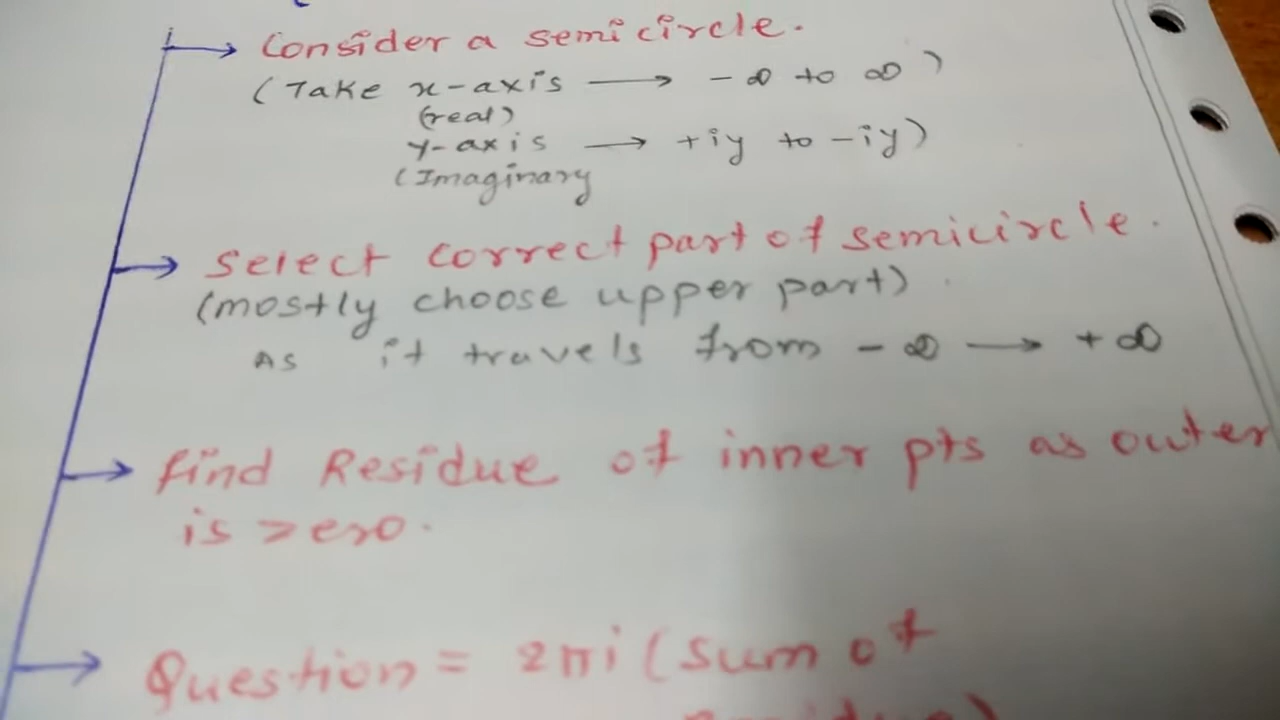 → Consider a semicircle.
(Take x-axis → -∞ to ∞)
(real)
y-axis → +iy to -iy)
(Imaginary
→ Select correct part of semicircle.
(mostly choose upper part)
As it travels from -∞ → +∞
→ find Residue of inner pts as outer
is zero.
→ Question = 2πi (sum of